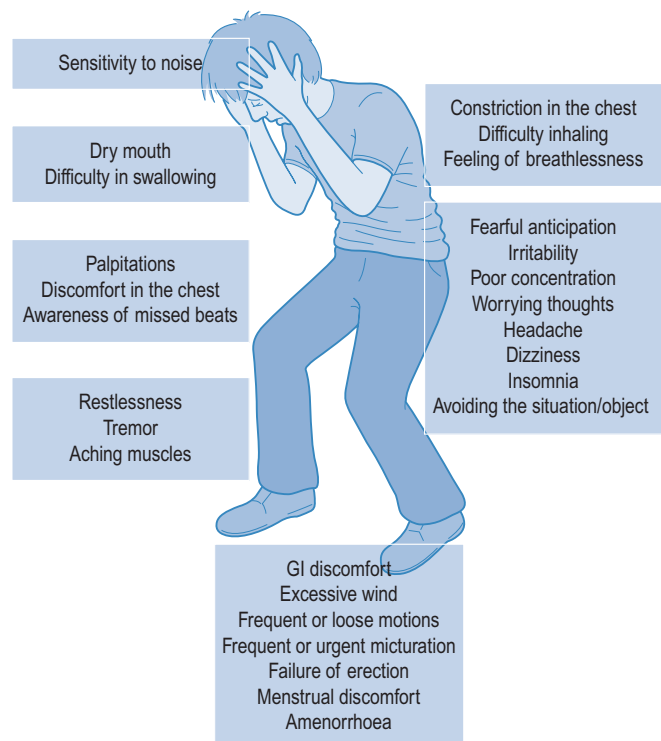 Sensitivity to noise
Dry mouth
Difficulty in swallowing
Palpitations
Discomfort in the chest
Awareness of missed beats
Restlessness
Tremor
Aching muscles
Constriction in the chest
Difficulty inhaling
Feeling of breathlessness
Fearful anticipation
Irritability
Poor concentration
Worrying thoughts
Headache
Dizziness
Insomnia
Avoiding the situation/object
GI discomfort
Excessive wind
Frequent or loose motions
Frequent or urgent micturation
Failure of erection
Menstrual discomfort
Amenorrhoea